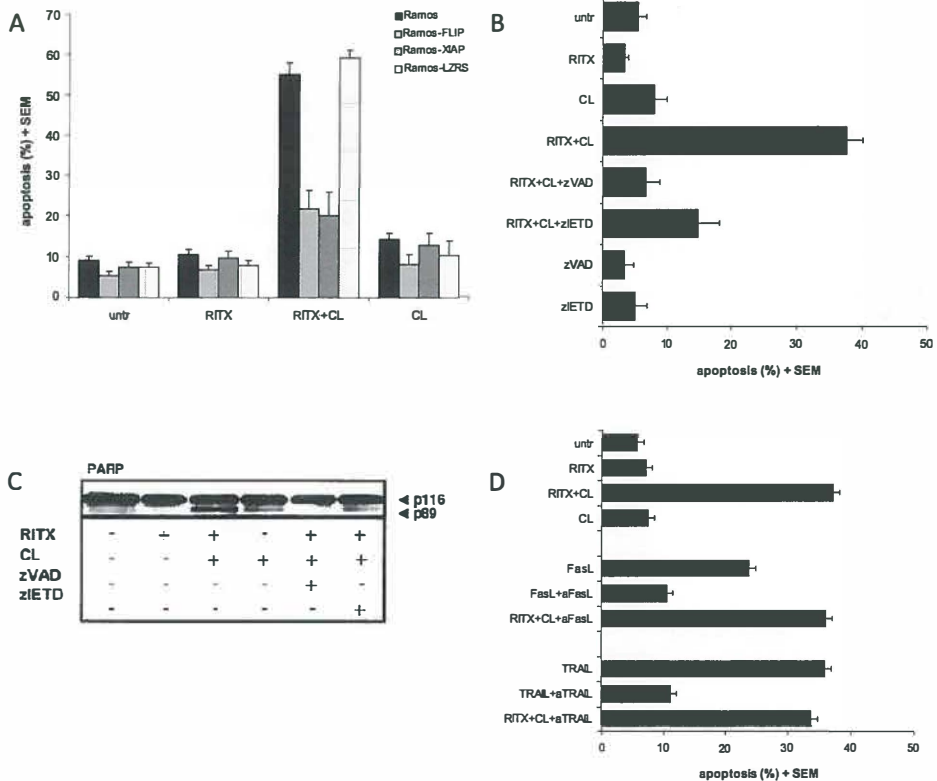 A
apoptosis (%) + SEM
70
60
50
40
30
20
10
0
untr
RITX
RITX+CL
CL
Ramos
Ramos-FLIP
Ramos-XIAP
Ramos-LZRS
B
untr
RITX
CL
RITX+CL
RITX+CL+zVAD
RITX+CL+zIETD
zVAD
zIETD
0 10 20 30 40 50
apoptosis (%) + SEM
C
PARP
p116
p89
RITX - + + - + +
CL - - + + + +
zVAD - - - - + -
zIETD - - - - - +
D
untr
RITX
RITX+CL
CL
FasL
FasL+aFasL
RITX+CL+aFasL
TRAIL
TRAIL+aTRAIL
RITX+CL+aTRAIL
0 10 20 30 40 50
apoptosis (%) + SEM